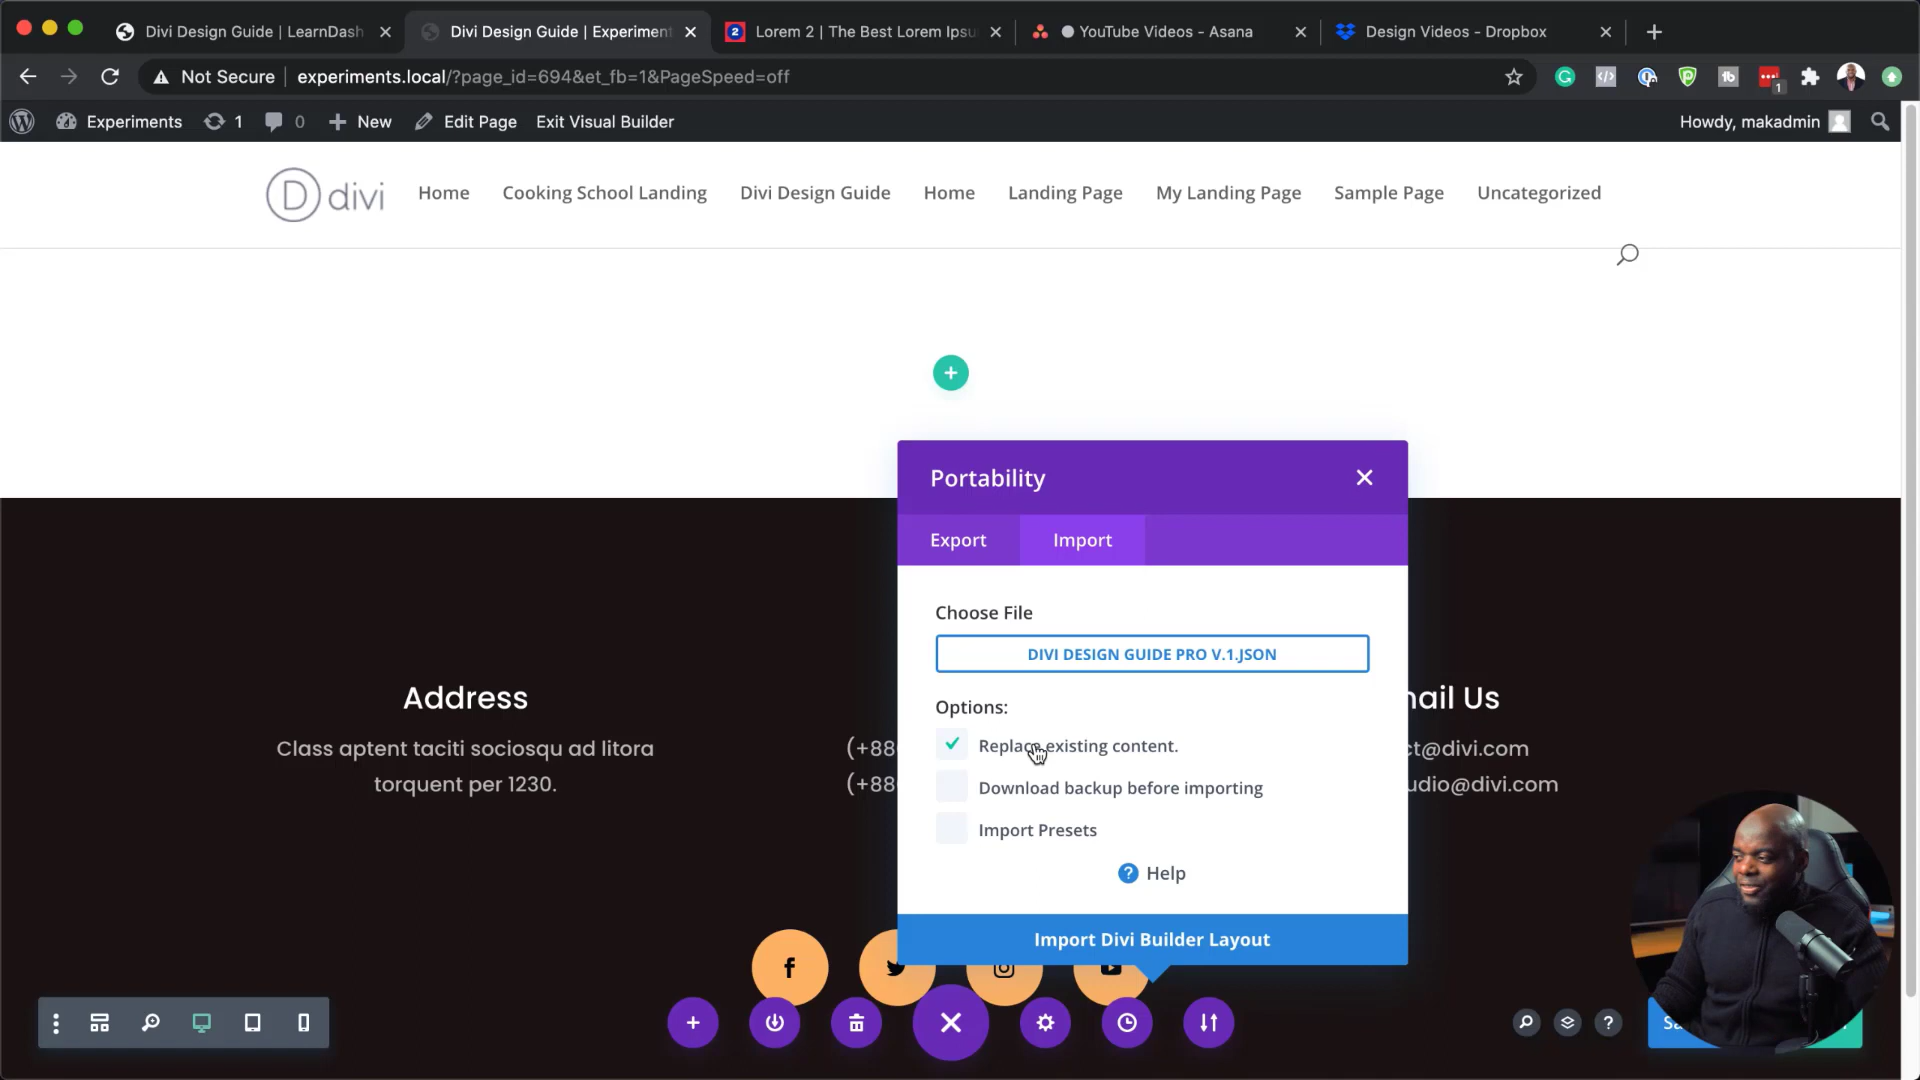 Divi Design Guide | LearnDash
Divi Design Guide | Experiment
2 Lorem 2 | The Best Lorem Ipsu
YouTube Videos - Asana
Design Videos - Dropbox
Not Secure experiments.local/?page_id=694&et_fb=1&PageSpeed=off
1
Experiments 1 0 New Edit Page Exit Visual Builder Howdy, makadmin
D divi Home Cooking School Landing Divi Design Guide Home Landing Page My Landing Page Sample Page Uncategorized
Portability
Export Import
Choose File
DIVI DESIGN GUIDE PRO V.1.JSON
Options:
Replace existing content.
Download backup before importing
Import Presets
? Help
Import Divi Builder Layout
Address
Class aptent taciti sociosqu ad litora
torquent per 1230.
(+88
(+88
ail Us
ct@divi.com
udio@divi.com
?